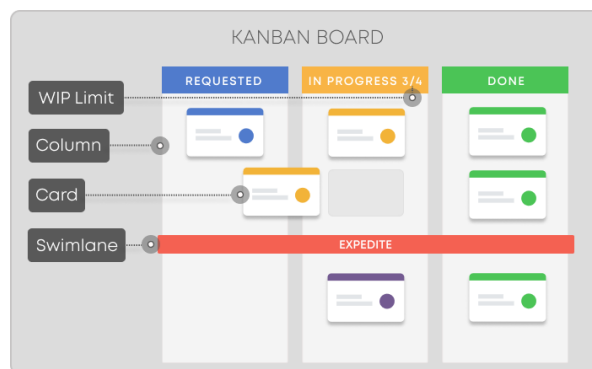 KANBAN BOARD
REQUESTED
IN PROGRESS 3/4
DONE
WIP Limit
Column
Card
Swimlane
EXPEDITE